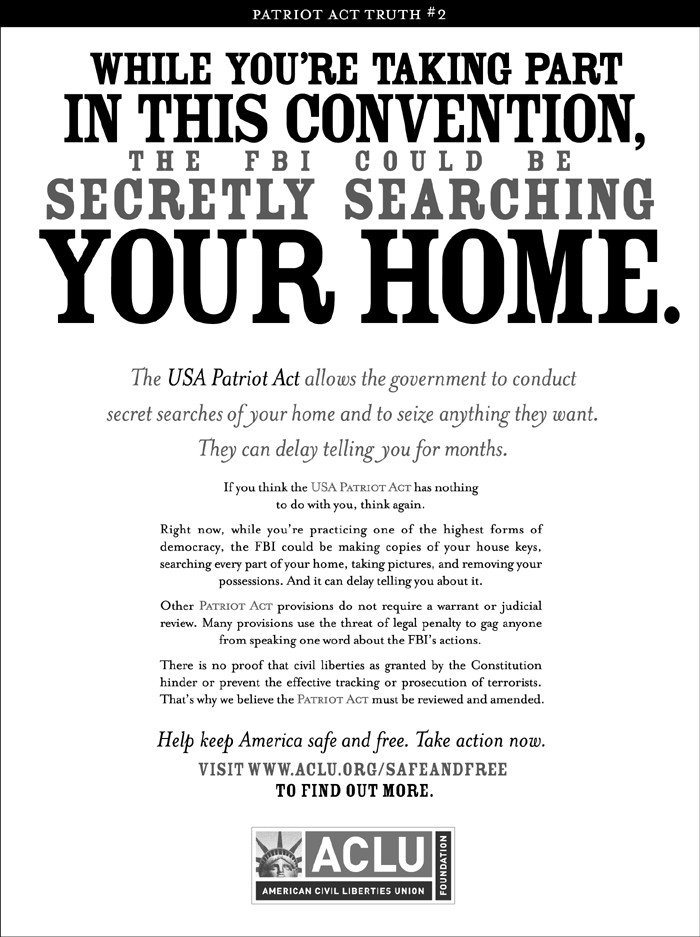 PATRIOT ACT TRUTH #2
WHILE YOU'RE TAKING PART
IN THIS CONVENTION,
THE FBI COULD BE
SECRETLY SEARCHING
YOUR HOME.
The USA Patriot Act allows the government to conduct
secret searches of your home and to seize anything they want.
They can delay telling you for months.
If you think the USA PATRIOT ACT has nothing
to do with you, think again.
Right now, while you're practicing one of the highest forms of
democracy, the FBI could be making copies of your house keys,
searching every part of your home, taking pictures, and removing your
possessions. And it can delay telling you about it.
Other PATRIOT ACT provisions do not require a warrant or judicial
review. Many provisions use the threat of legal penalty to gag anyone
from speaking one word about the FBI's actions.
There is no proof that civil liberties as granted by the Constitution
hinder or prevent the effective tracking or prosecution of terrorists.
That's why we believe the PATRIOT ACT must be reviewed and amended.
Help keep America safe and free. Take action now.
VISIT WWW.ACLU.ORG/SAFEANDFREE
TO FIND OUT MORE.
ACLU
AMERICAN CIVIL LIBERTIES UNION
FOUNDATION